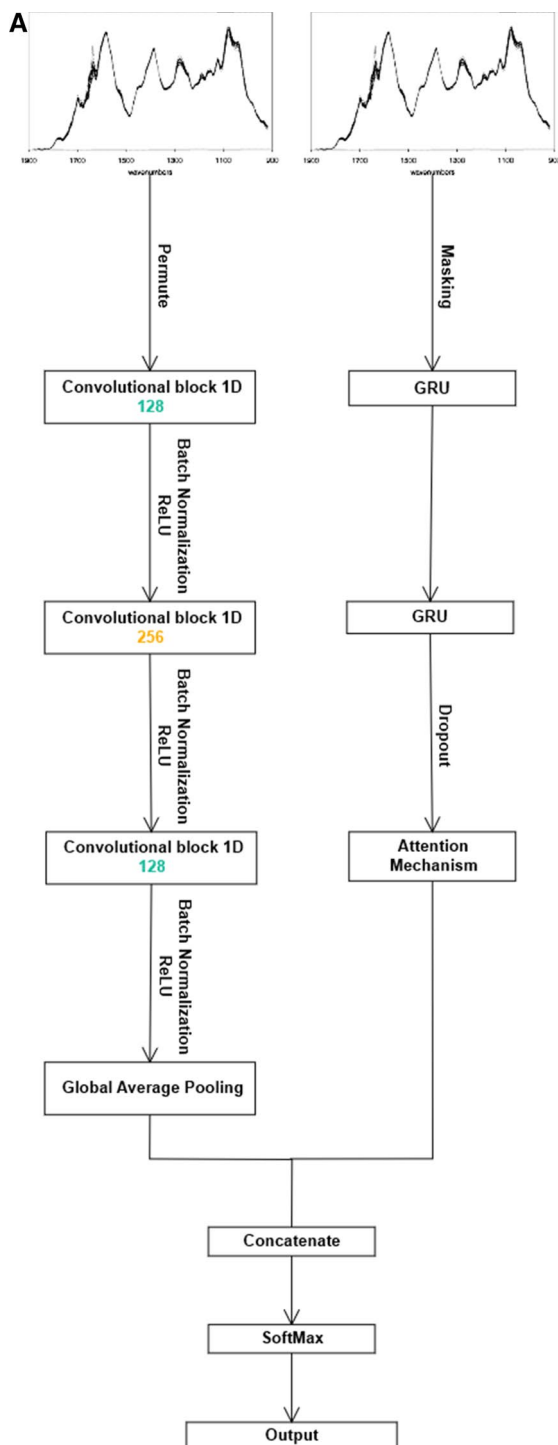 A
1900 1700 1500 1300 1100 900
wavenumbers
1900 1700 1500 1300 1100 900
wavenumbers
Permute
Masking
Convolutional block 1D
128
GRU
Batch Normalization
ReLU
Convolutional block 1D
256
GRU
Batch Normalization
ReLU
Dropout
Convolutional block 1D
128
Attention
Mechanism
Batch Normalization
ReLU
Global Average Pooling
Concatenate
SoftMax
Output